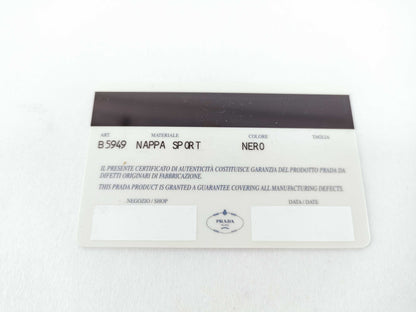 ART. MATERIALE COLORE TAGLIA
B5949 NAPPA SPORT NERO
IL PRESENTE CERTIFICATO DI AUTENTICITÀ COSTITUISCE GARANZIA DEL PRODOTTO PRADA DA
DIFETTI ORIGINARI DI FABBRICAZIONE.
THIS PRADA PRODUCT IS GRANTED A GUARANTEE COVERING ALL MANUFACTURING DEFECTS.
NEGOZIO / SHOP DATA / DATE
PRADA